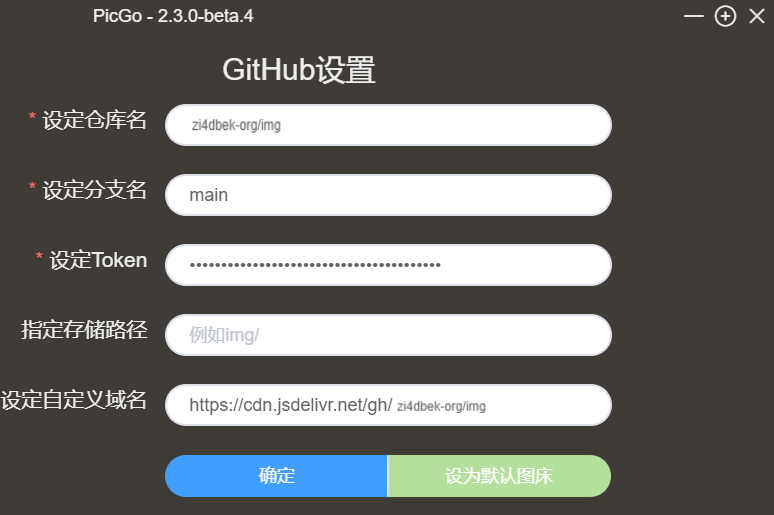 PicGo - 2.3.0-beta.4
GitHub设置
* 设定仓库名 zi4dbek-org/img
* 设定分支名 main
* 设定Token ••••••••••••••••••••••••••••••••••••••••
指定存储路径 例如img/
设定自定义域名 https://cdn.jsdelivr.net/gh/ zi4dbek-org/img
确定 设为默认图床